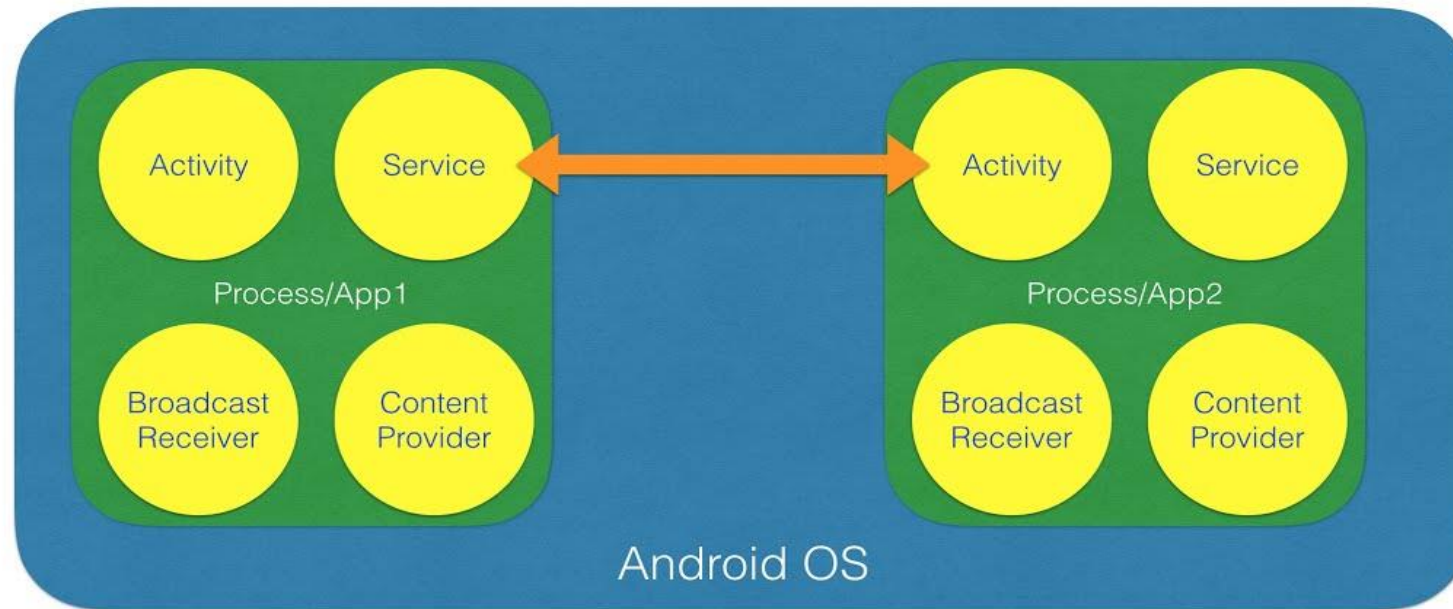 Activity
Service
Process/App1
Broadcast
Receiver
Content
Provider
Activity
Service
Process/App2
Broadcast
Receiver
Content
Provider
Android OS